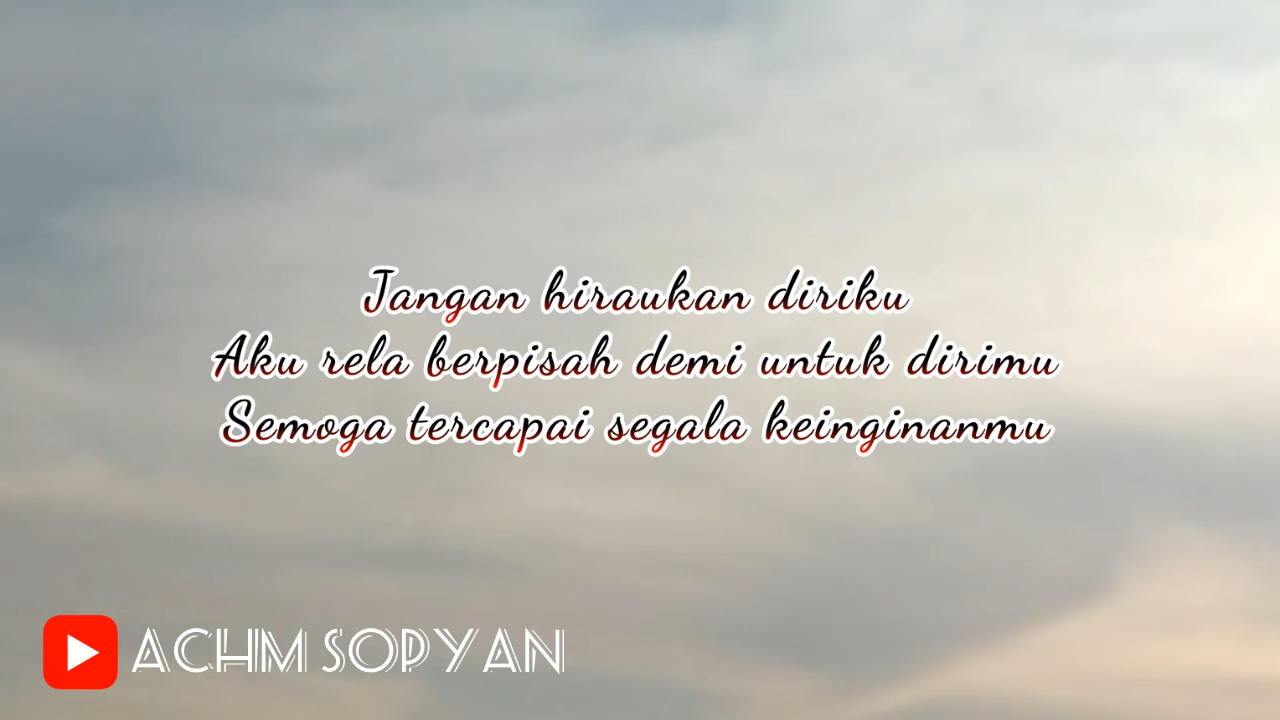 Jangan hiraukan diriku
Aku rela berpisah demi untuk dirimu
Semoga tercapai segala keinginanmu
ACHM SOPYAN